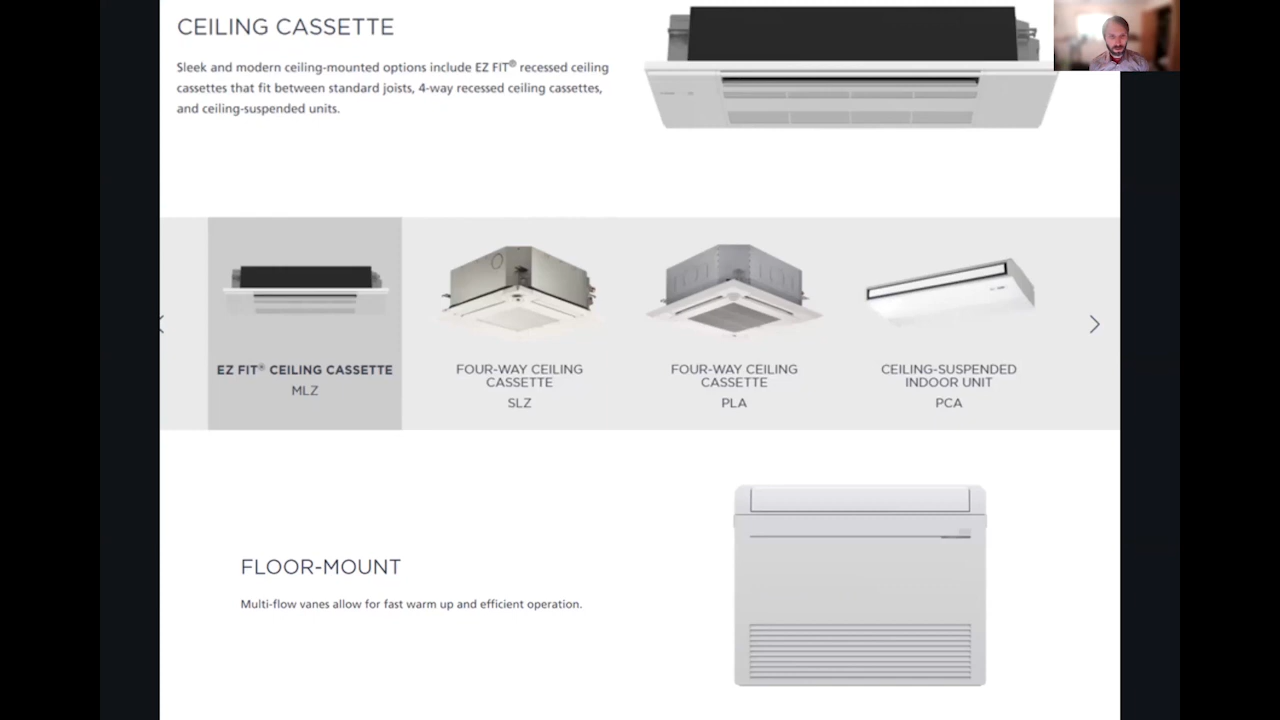 CEILING CASSETTE
Sleek and modern ceiling-mounted options include EZ FIT® recessed ceiling
cassettes that fit between standard joists, 4-way recessed ceiling cassettes,
and ceiling-suspended units.
EZ FIT® CEILING CASSETTE
MLZ
FOUR-WAY CEILING
CASSETTE
SLZ
FOUR-WAY CEILING
CASSETTE
PLA
CEILING-SUSPENDED
INDOOR UNIT
PCA
FLOOR-MOUNT
Multi-flow vanes allow for fast warm up and efficient operation.